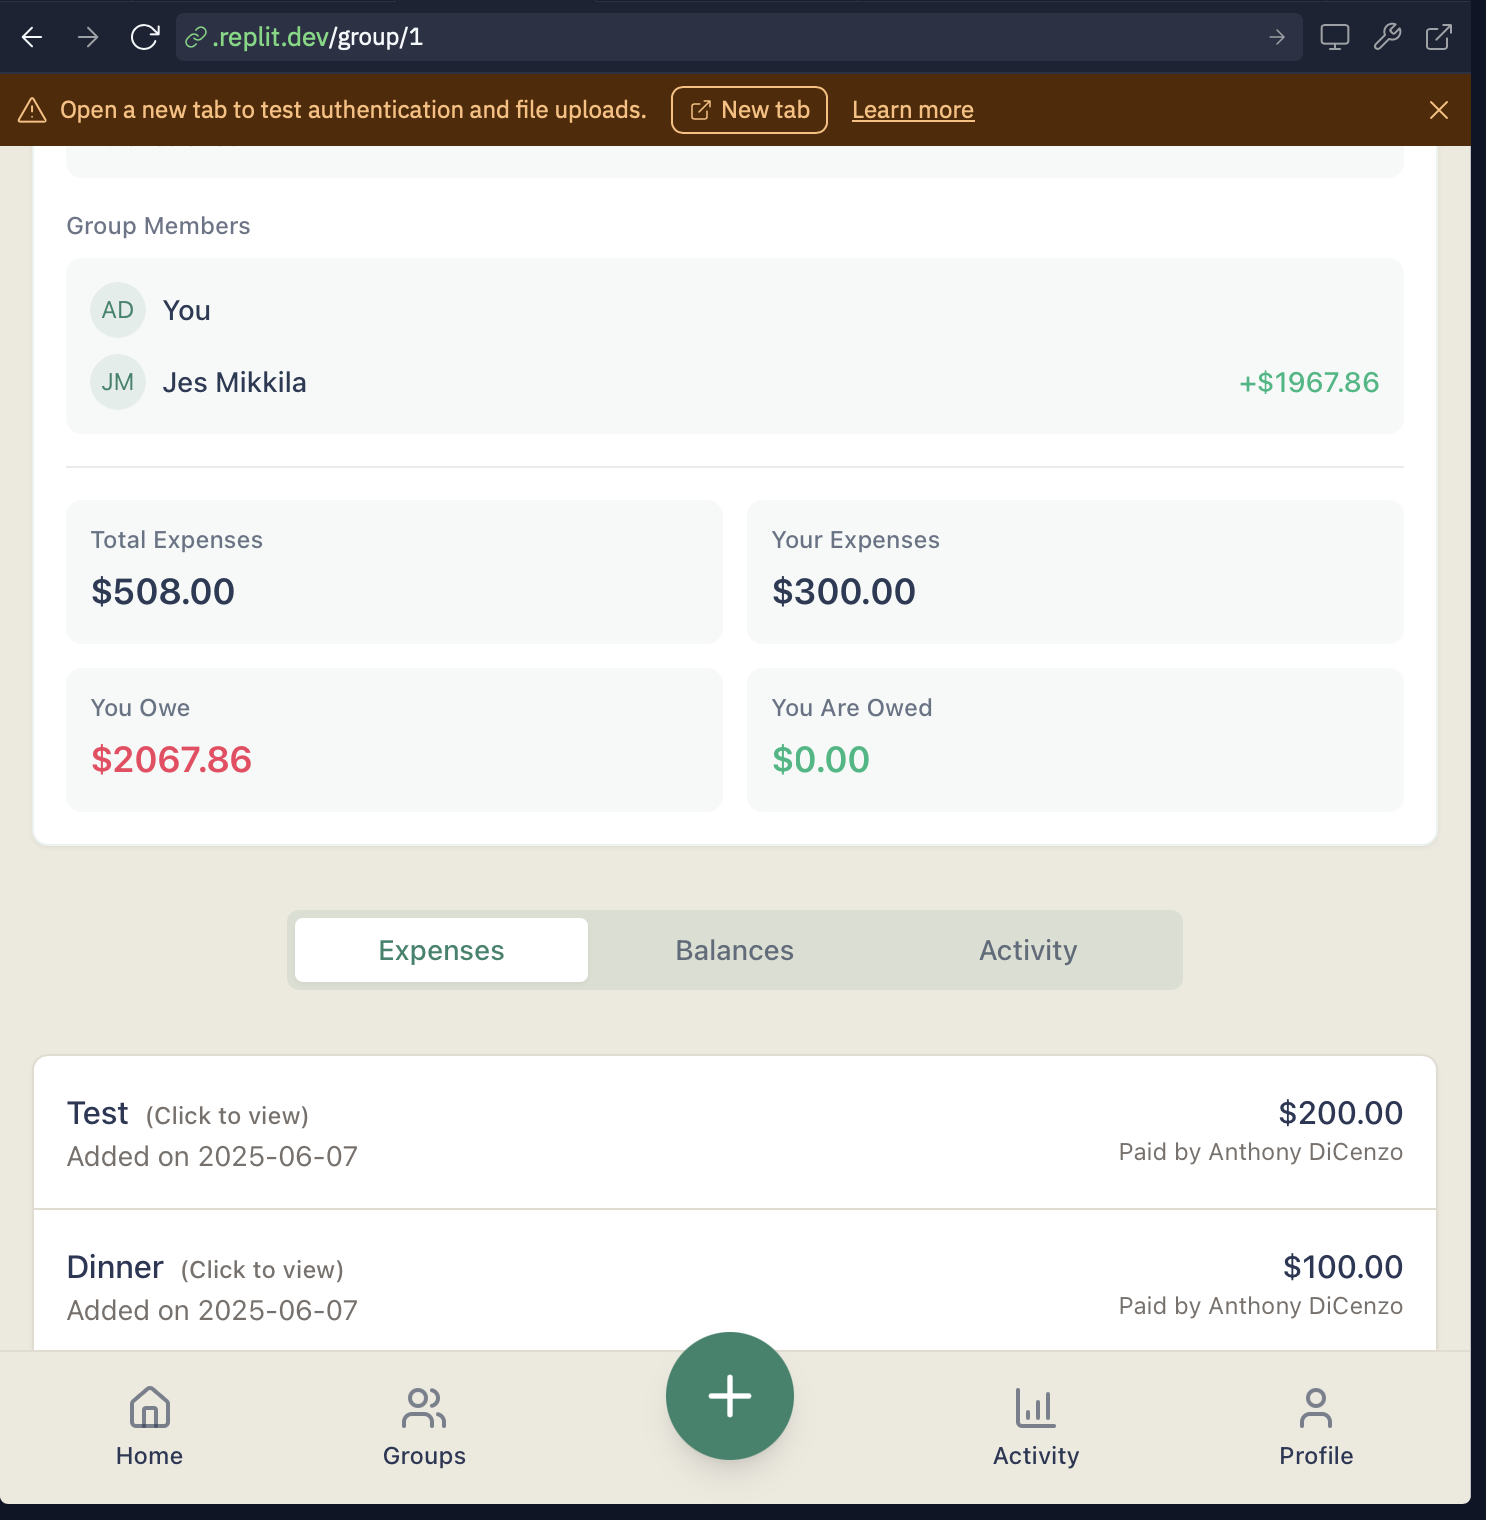 .replit.dev/group/1
Open a new tab to test authentication and file uploads. New tab Learn more
Group Members
AD You
JM Jes Mikkila +$1967.86
Total Expenses
$508.00
Your Expenses
$300.00
You Owe
$2067.86
You Are Owed
$0.00
Expenses Balances Activity
Test (Click to view) $200.00
Added on 2025-06-07 Paid by Anthony DiCenzo
Dinner (Click to view) $100.00
Added on 2025-06-07 Paid by Anthony DiCenzo
Home Groups Activity Profile